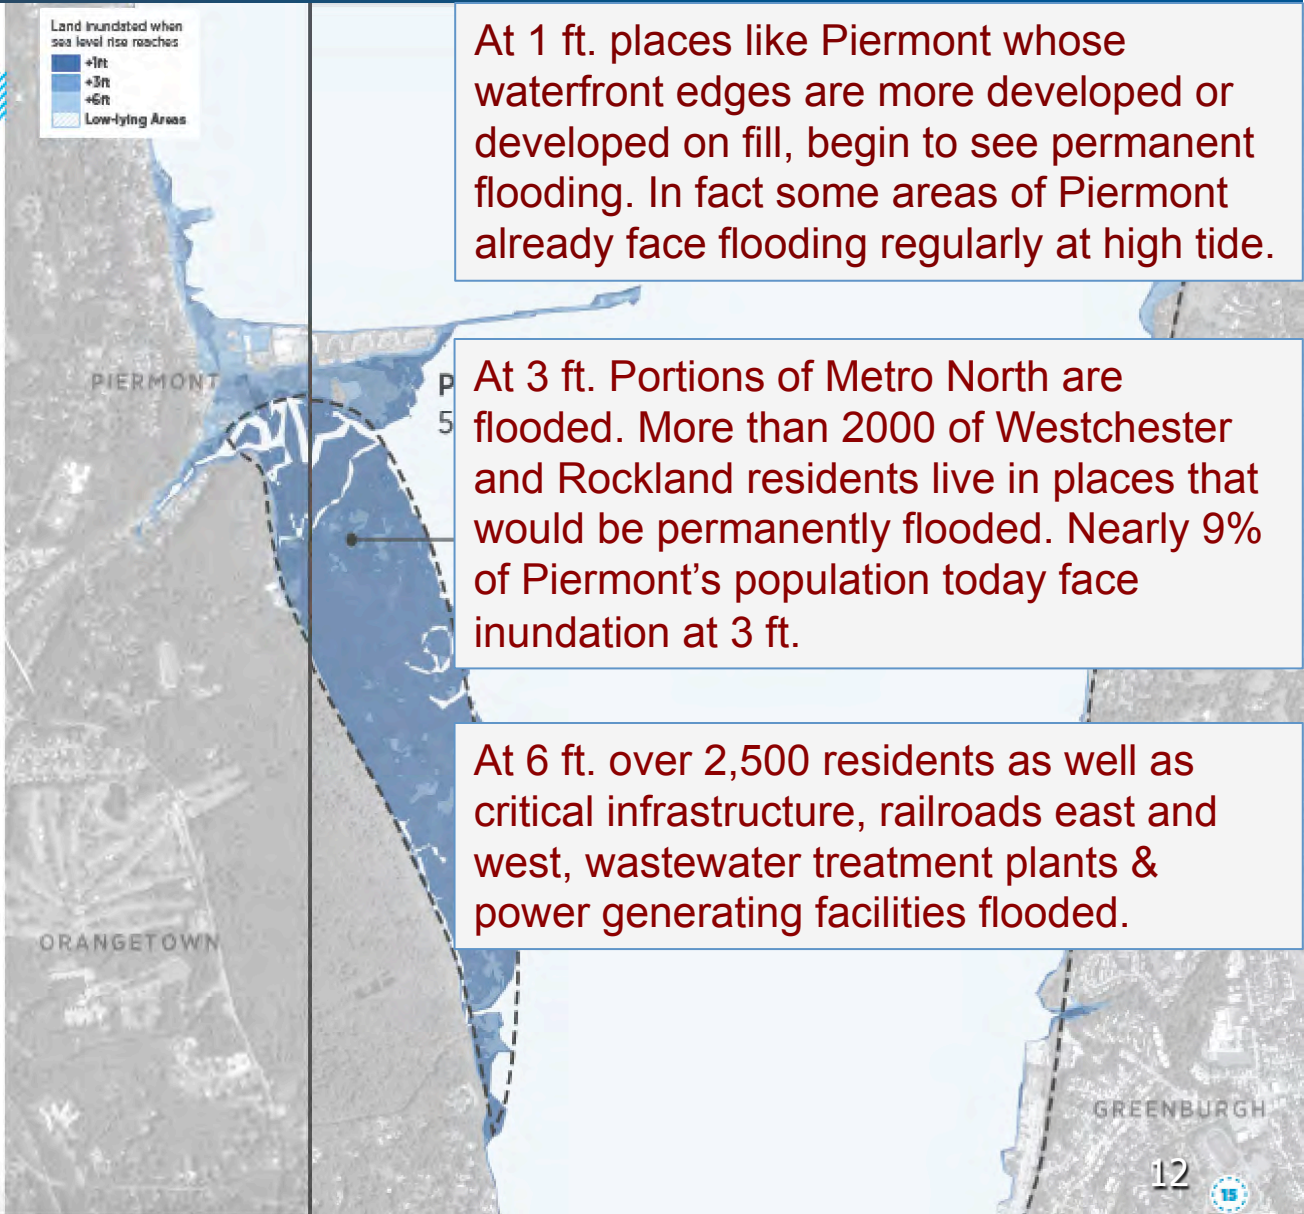 Land inundated when
sea level rise reaches
+1ft
+3ft
+6ft
Low-lying Areas
At 1 ft. places like Piermont whose
waterfront edges are more developed or
developed on fill, begin to see permanent
flooding. In fact some areas of Piermont
already face flooding regularly at high tide.
PIERMONT
P
5
At 3 ft. Portions of Metro North are
flooded. More than 2000 of Westchester
and Rockland residents live in places that
would be permanently flooded. Nearly 9%
of Piermont’s population today face
inundation at 3 ft.
At 6 ft. over 2,500 residents as well as
critical infrastructure, railroads east and
west, wastewater treatment plants &
power generating facilities flooded.
ORANGETOWN
GREENBURGH
12
15